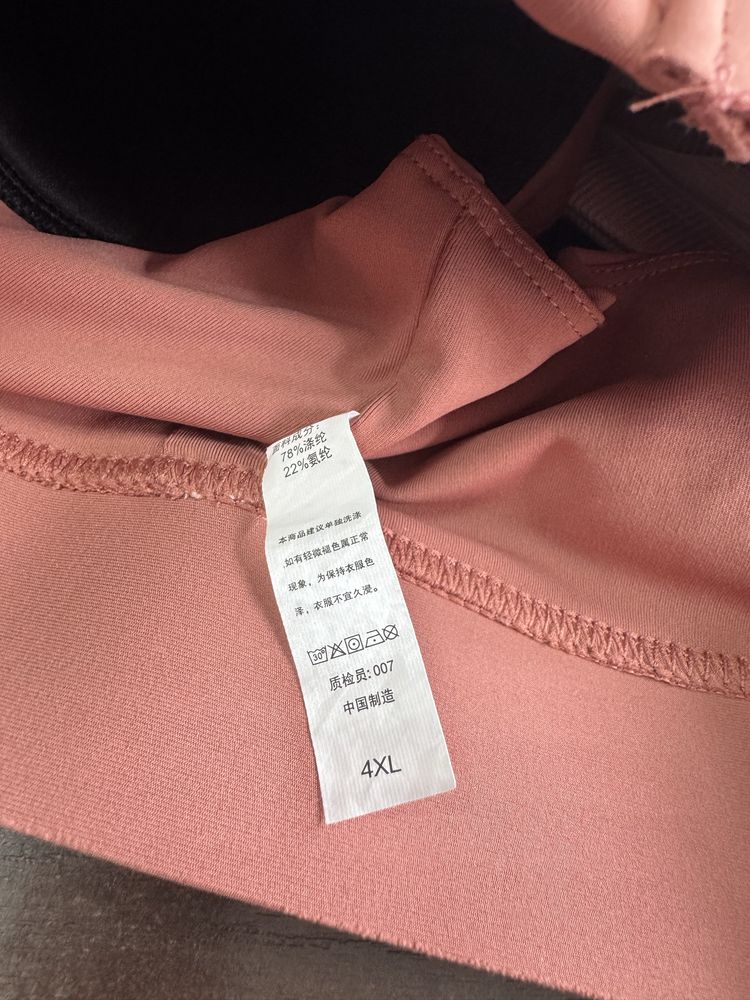 面料成分:
78%涤纶
22%氨纶
本商品建议单独洗涤
如有轻微褪色属正常
现象，为保持衣服色
泽，衣服不宜久浸。
30°
质检员: 007
中国制造
4XL